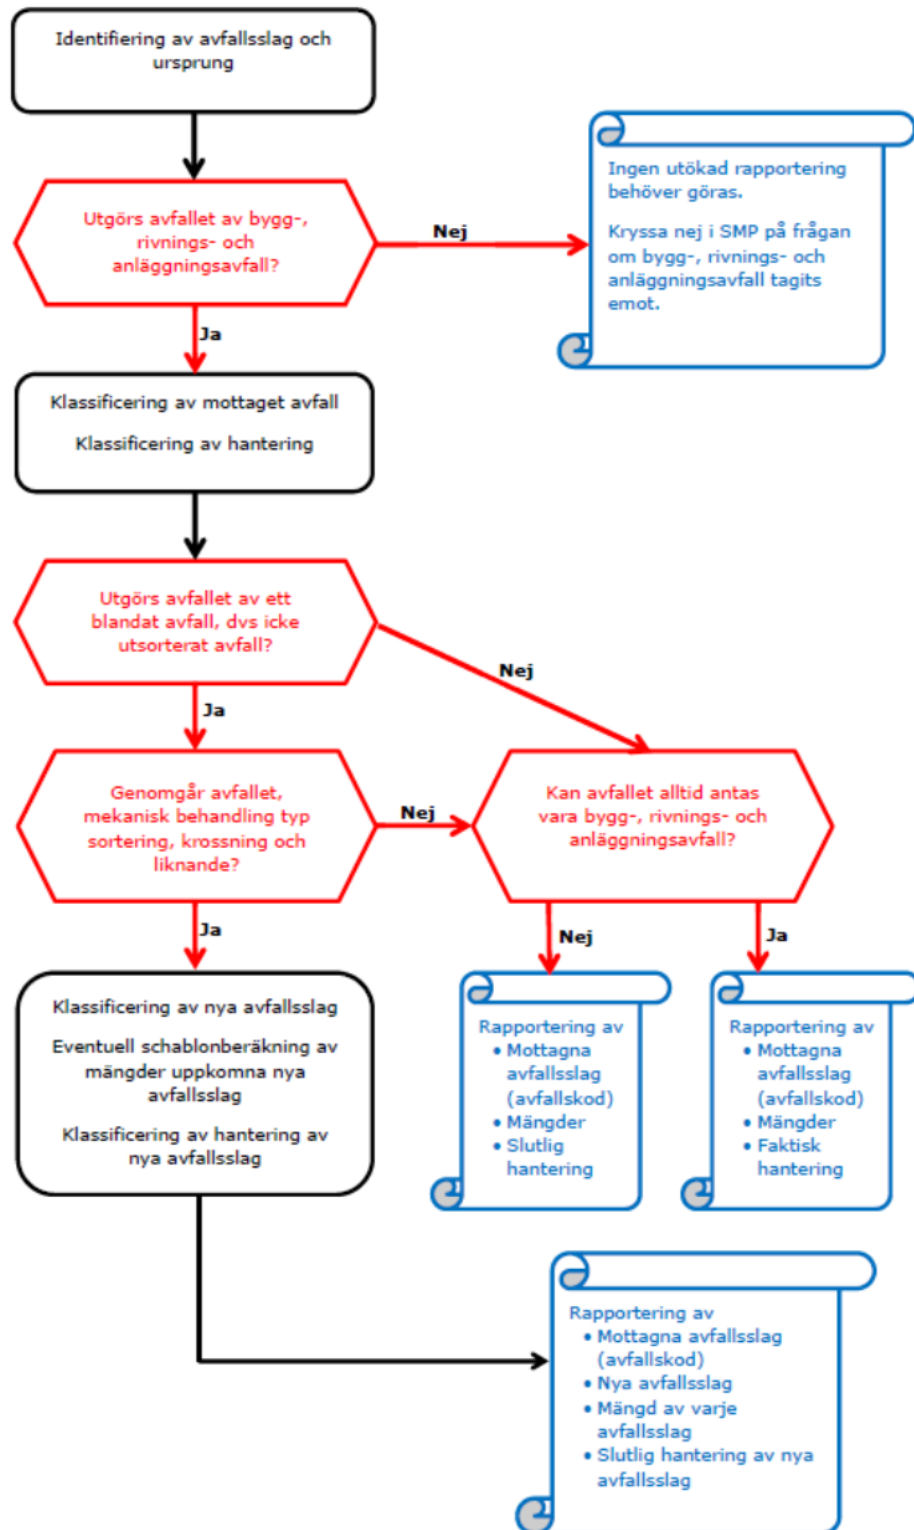 Identifiering av avfallsslag och
ursprung
Utgörs avfallet av bygg-,
rivnings- och
anläggningsavfall?
Nej
Ingen utökad rapportering
behöver göras.
Kryssa nej i SMP på frågan
om bygg-, rivnings- och
anläggningsavfall tagits
emot.
Ja
Klassificering av mottaget avfall
Klassificering av hantering
Utgörs avfallet av ett
blandat avfall, dvs icke
utsorterat avfall?
Nej
Ja
Genomgår avfallet,
mekanisk behandling typ
sortering, krossning och
liknande?
Nej
Kan avfallet alltid antas
vara bygg-, rivnings- och
anläggningsavfall?
Ja
Nej
Ja
Klassificering av nya avfallsslag
Eventuell schablonberäkning av
mängder uppkomna nya
avfallsslag
Klassificering av hantering av
nya avfallsslag
Rapportering av
• Mottagna
avfallsslag
(avfallskod)
• Mängder
• Slutlig
hantering
Rapportering av
• Mottagna
avfallsslag
(avfallskod)
• Mängder
• Faktisk
hantering
Rapportering av
• Mottagna avfallsslag
(avfallskod)
• Nya avfallsslag
• Mängd av varje
avfallsslag
• Slutlig hantering av nya
avfallsslag